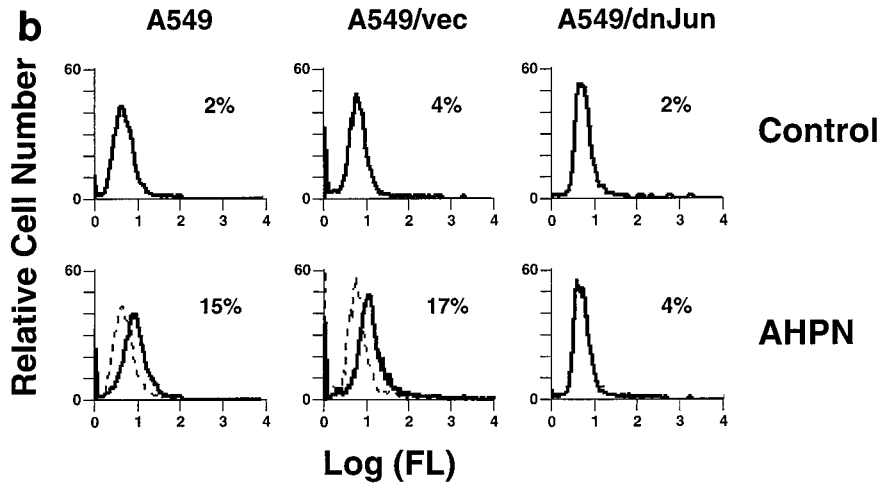 b
A549 A549/vec A549/dnJun
Relative Cell Number
60 60 60
2% 4% 2%
Control
0 0 0
0 1 2 3 4 0 1 2 3 4 0 1 2 3 4
60 60 60
15% 17% 4%
AHPN
0 0 0
0 1 2 3 4 0 1 2 3 4 0 1 2 3 4
Log (FL)